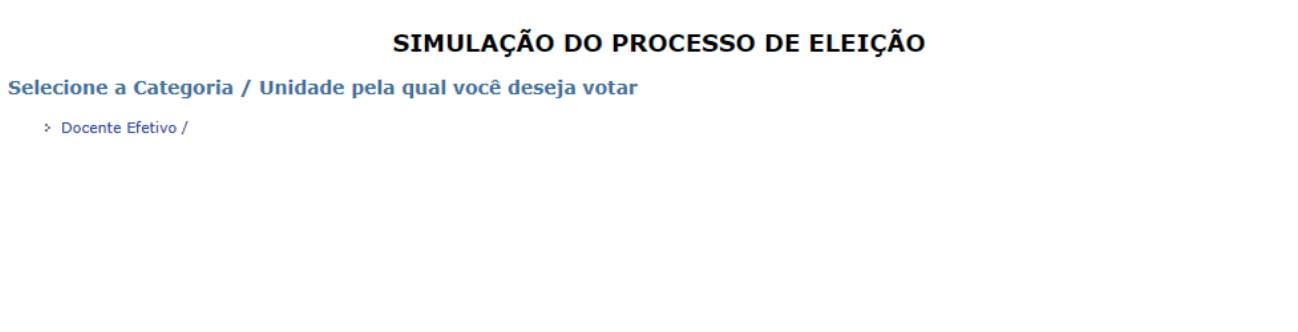 SIMULAÇÃO DO PROCESSO DE ELEIÇÃO
Selecione a Categoria / Unidade pela qual você deseja votar
Docente Efetivo /